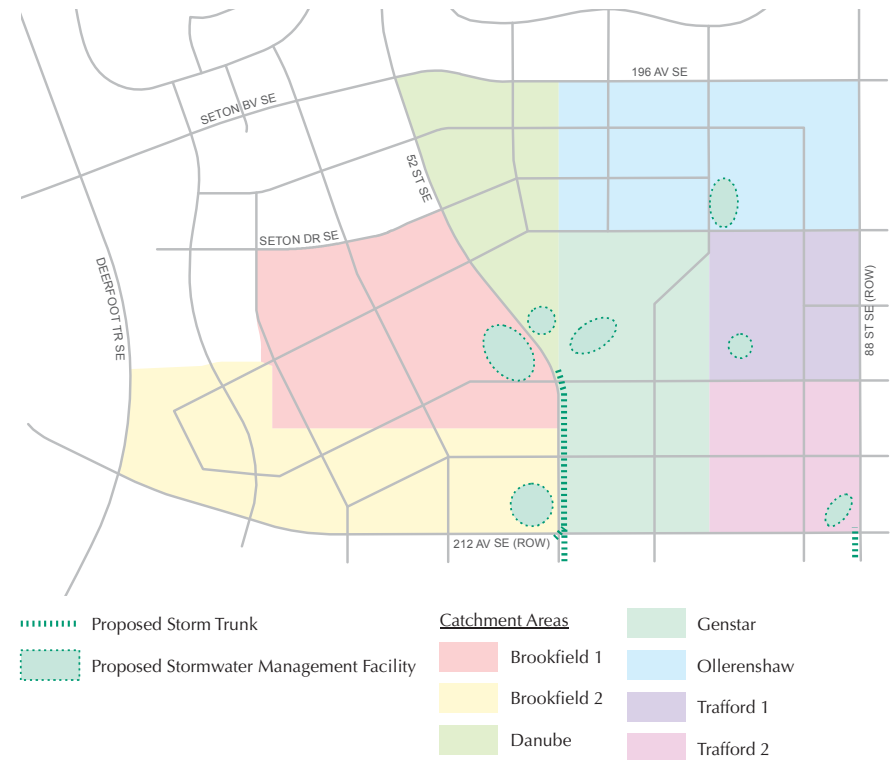 196 AV SE
SETON BV SE
52 ST SE
SETON DR SE
DEERFOOT TR SE
88 ST SE (ROW)
212 AV SE (ROW)
Proposed Storm Trunk
Proposed Stormwater Management Facility
Catchment Areas
Brookfield 1
Brookfield 2
Danube
Genstar
Ollerenshaw
Trafford 1
Trafford 2